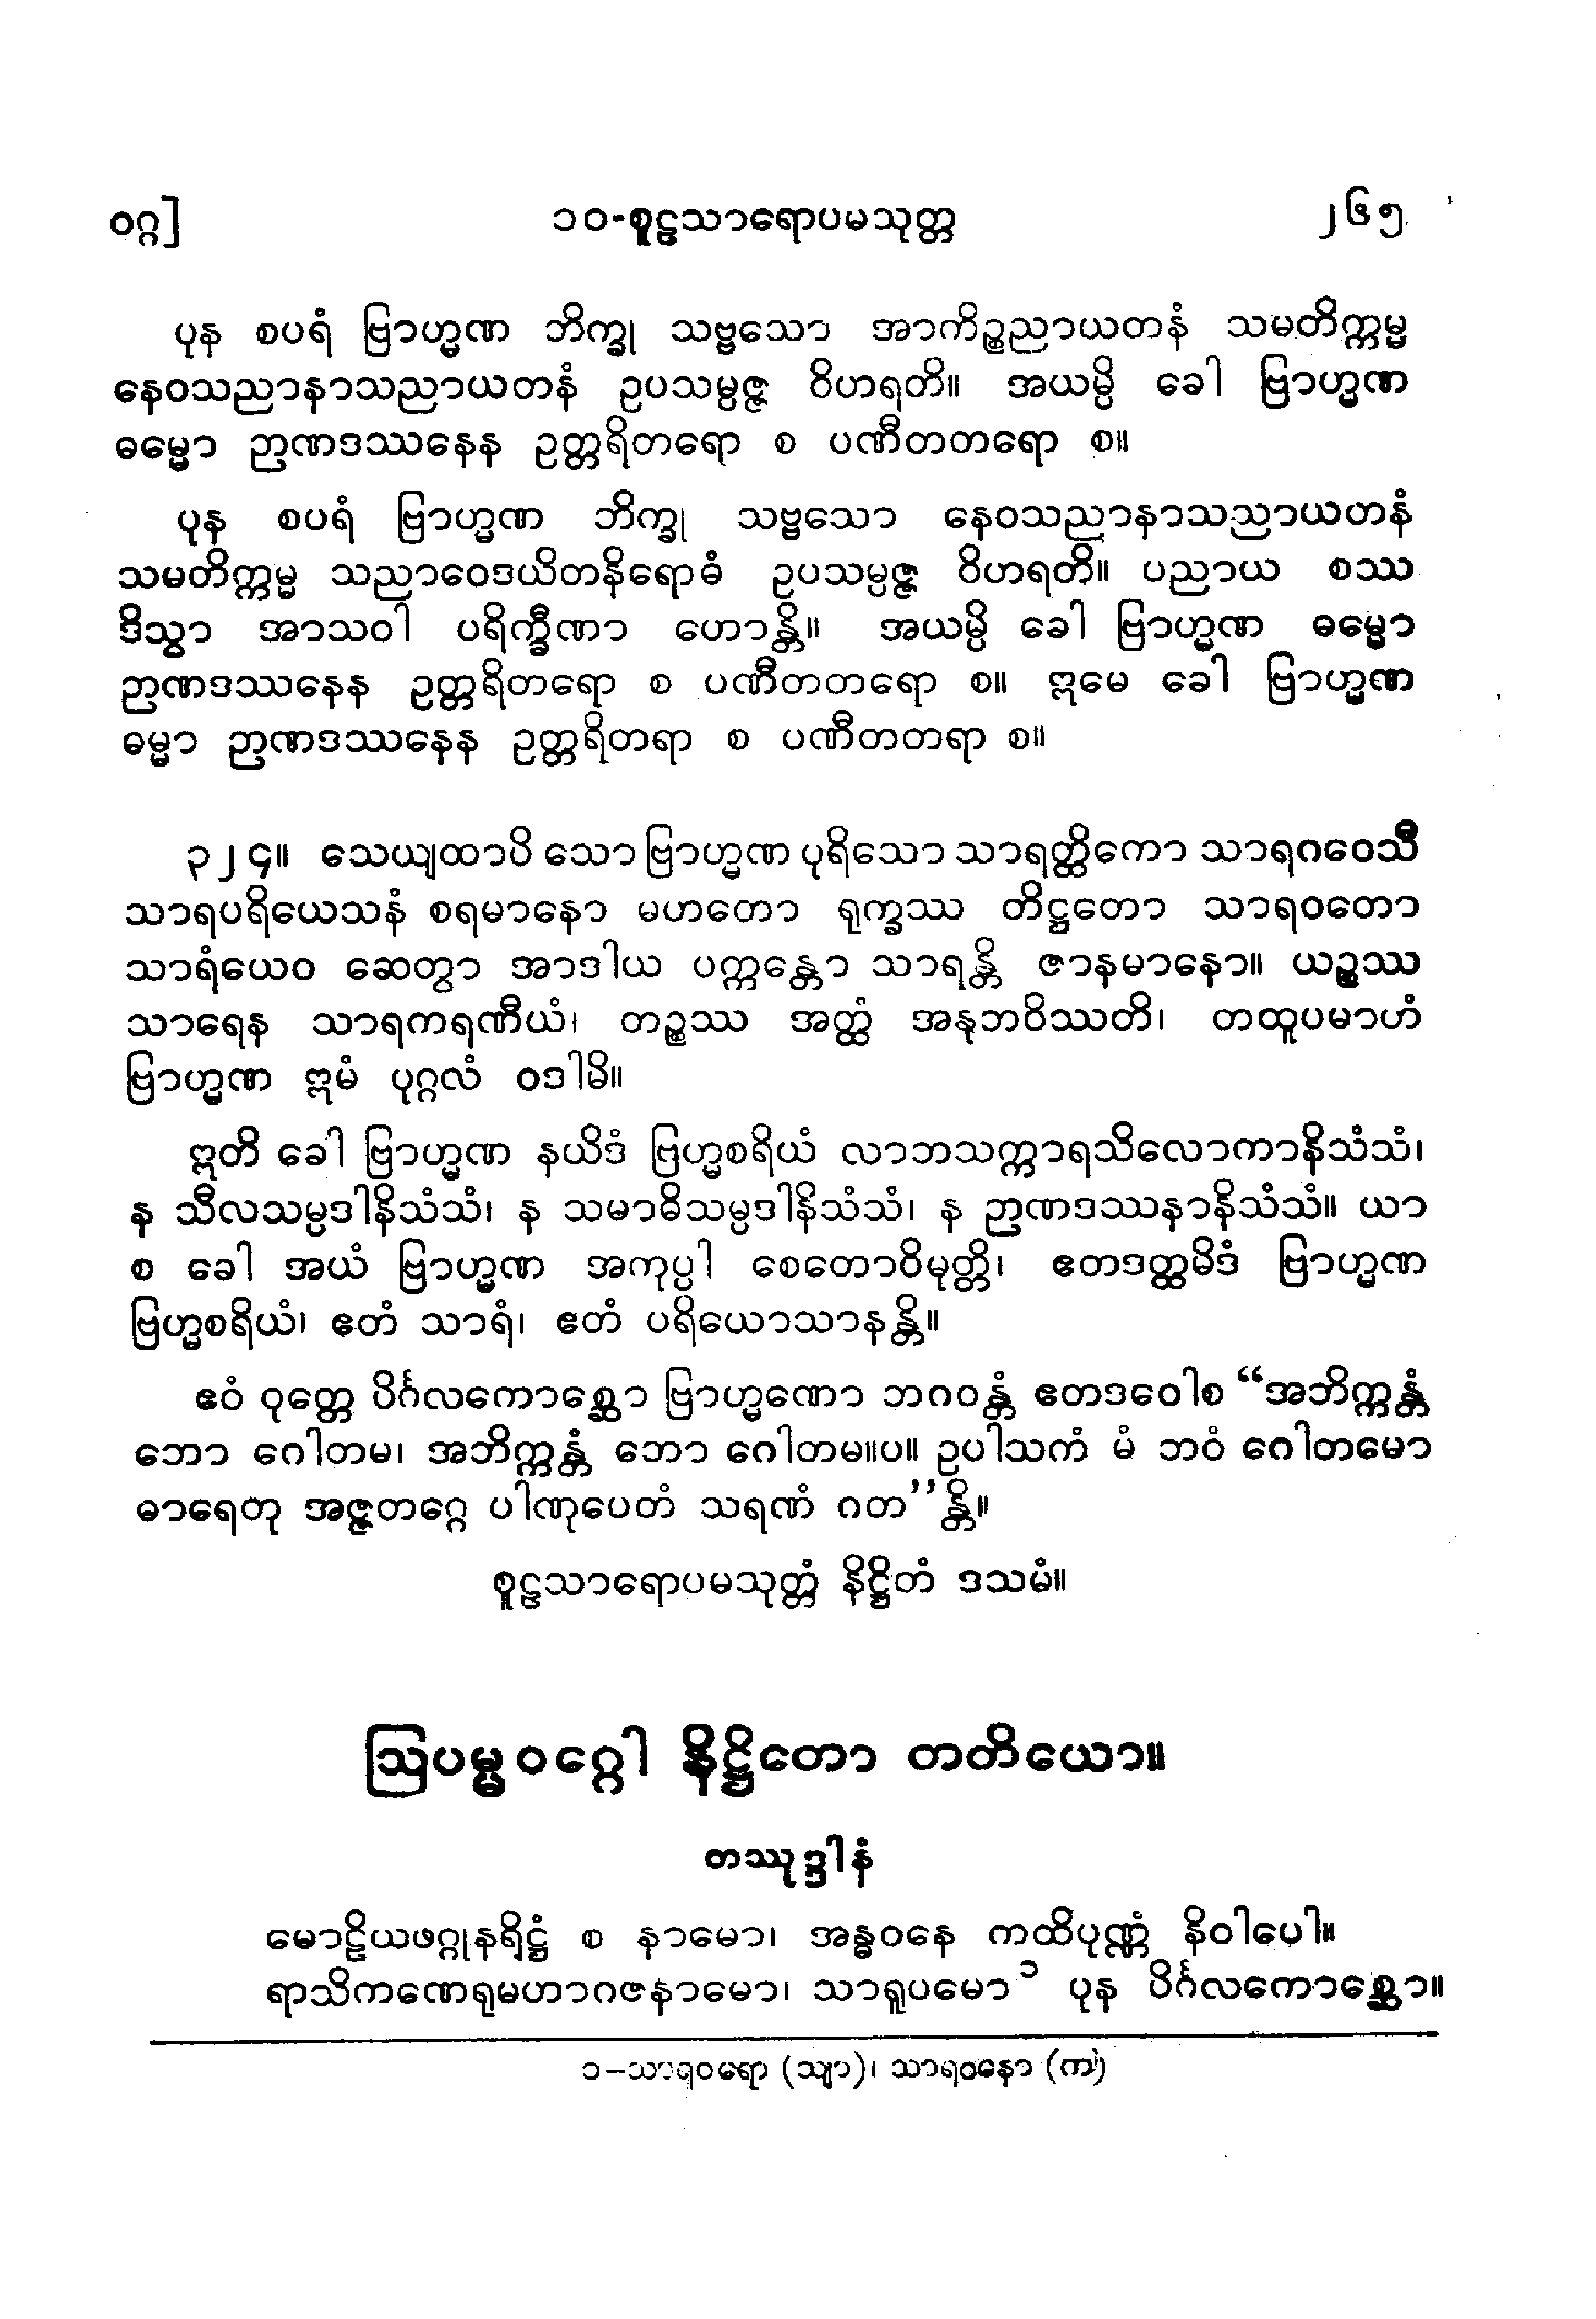 ဝဂ္ဂ] ၁၀-စူဠသာရောပမသုတ္တ ၂၆၅
ပုန စပရံ ဗြာဟ္မဏ ဘိက္ခု သဗ္ဗသော အာကိဉ္စညာယတနံ သမတိက္ကမ္မ
နေဝသညာနာသညာယတနံ ဥပသမ္ပဇ္ဇ ဝိဟရတိ။ အယမ္ပိ ခေါ ဗြာဟ္မဏ
ဓမ္မော ဉာဏဒဿနေန ဥတ္တရိတရော စ ပဏီတတရော စ။
ပုန စပရံ ဗြာဟ္မဏ ဘိက္ခု သဗ္ဗသော နေဝသညာနာသညာယတနံ
သမတိက္ကမ္မ သညာဝေဒယိတနိရောဓံ ဥပသမ္ပဇ္ဇ ဝိဟရတိ။ ပညာယ စဿ
ဒိသွာ အာသဝါ ပရိက္ခီဏာ ဟောန္တိ။ အယမ္ပိ ခေါ ဗြာဟ္မဏ ဓမ္မော
ဉာဏဒဿနေန ဥတ္တရိတရော စ ပဏီတတရော စ။ ဣမေ ခေါ ဗြာဟ္မဏ
ဓမ္မာ ဉာဏဒဿနေန ဥတ္တရိတရာ စ ပဏီတတရာ စ။
၃၂၄။ သေယျထာပိ သော ဗြာဟ္မဏ ပုရိသော သာရတ္ထိကော သာရဂဝေသီ
သာရပရိယေသနံ စရမာနော မဟတော ရုက္ခဿ တိဋ္ဌတော သာရဝတော
သာရံယေဝ ဆေတွာ အာဒါယ ပက္ကန္တော သာရန္တိ ဇာနမာနော။ ယဉ္စဿ
သာရေန သာရကရဏီယံ၊ တဉ္စဿ အတ္ထံ အနုဘဝိဿတိ၊ တထူပမာဟံ
ဗြာဟ္မဏ ဣမံ ပုဂ္ဂလံ ဝဒါမိ။
ဣတိ ခေါ ဗြာဟ္မဏ နယိဒံ ဗြဟ္မစရိယံ လာဘသက္ကာရသိလောကာနိသံသံ၊
န သီလသမ္ပဒါနိသံသံ၊ န သမာဓိသမ္ပဒါနိသံသံ၊ န ဉာဏဒဿနာနိသံသံ။ ယာ
စ ခေါ အယံ ဗြာဟ္မဏ အကုပ္ပါ စေတောဝိမုတ္တိ၊ ဧတဒတ္ထမိဒံ ဗြာဟ္မဏ
ဗြဟ္မစရိယံ၊ ဧတံ သာရံ၊ ဧတံ ပရိယောသာနန္တိ။
ဧဝံ ဝုတ္တေ ပိင်္ဂလကောစ္ဆော ဗြာဟ္မဏော ဘဂဝန္တံ ဧတဒဝေါစ “အဘိက္ကန္တံ
ဘော ဂေါတမ၊ အဘိက္ကန္တံ ဘော ဂေါတမ။ပ။ ဥပါသကံ မံ ဘဝံ ဂေါတမော
ဓာရေတု အဇ္ဇတဂ္ဂေ ပါဏုပေတံ သရဏံ ဂတ”န္တိ။
စူဠသာရောပမသုတ္တံ နိဋ္ဌိတံ ဒသမံ။
ဩပမ္မဝဂ္ဂေါ နိဋ္ဌိတော တတိယော။
တဿုဒ္ဒါနံ
မောဠိယဖဂ္ဂုနရိဋ္ဌံ စ နာမော၊ အန္ဓဝနေ ကထိပုဏ္ဏံ နိဝါပေါ။
ရာသိကဏေရုမဟာဂဇနာမော၊ သာရူပမော ၁ ပုန ပိင်္ဂလကောစ္ဆော။
၁–သာရဝရော (သျာ)၊ သာရဝနော (က)